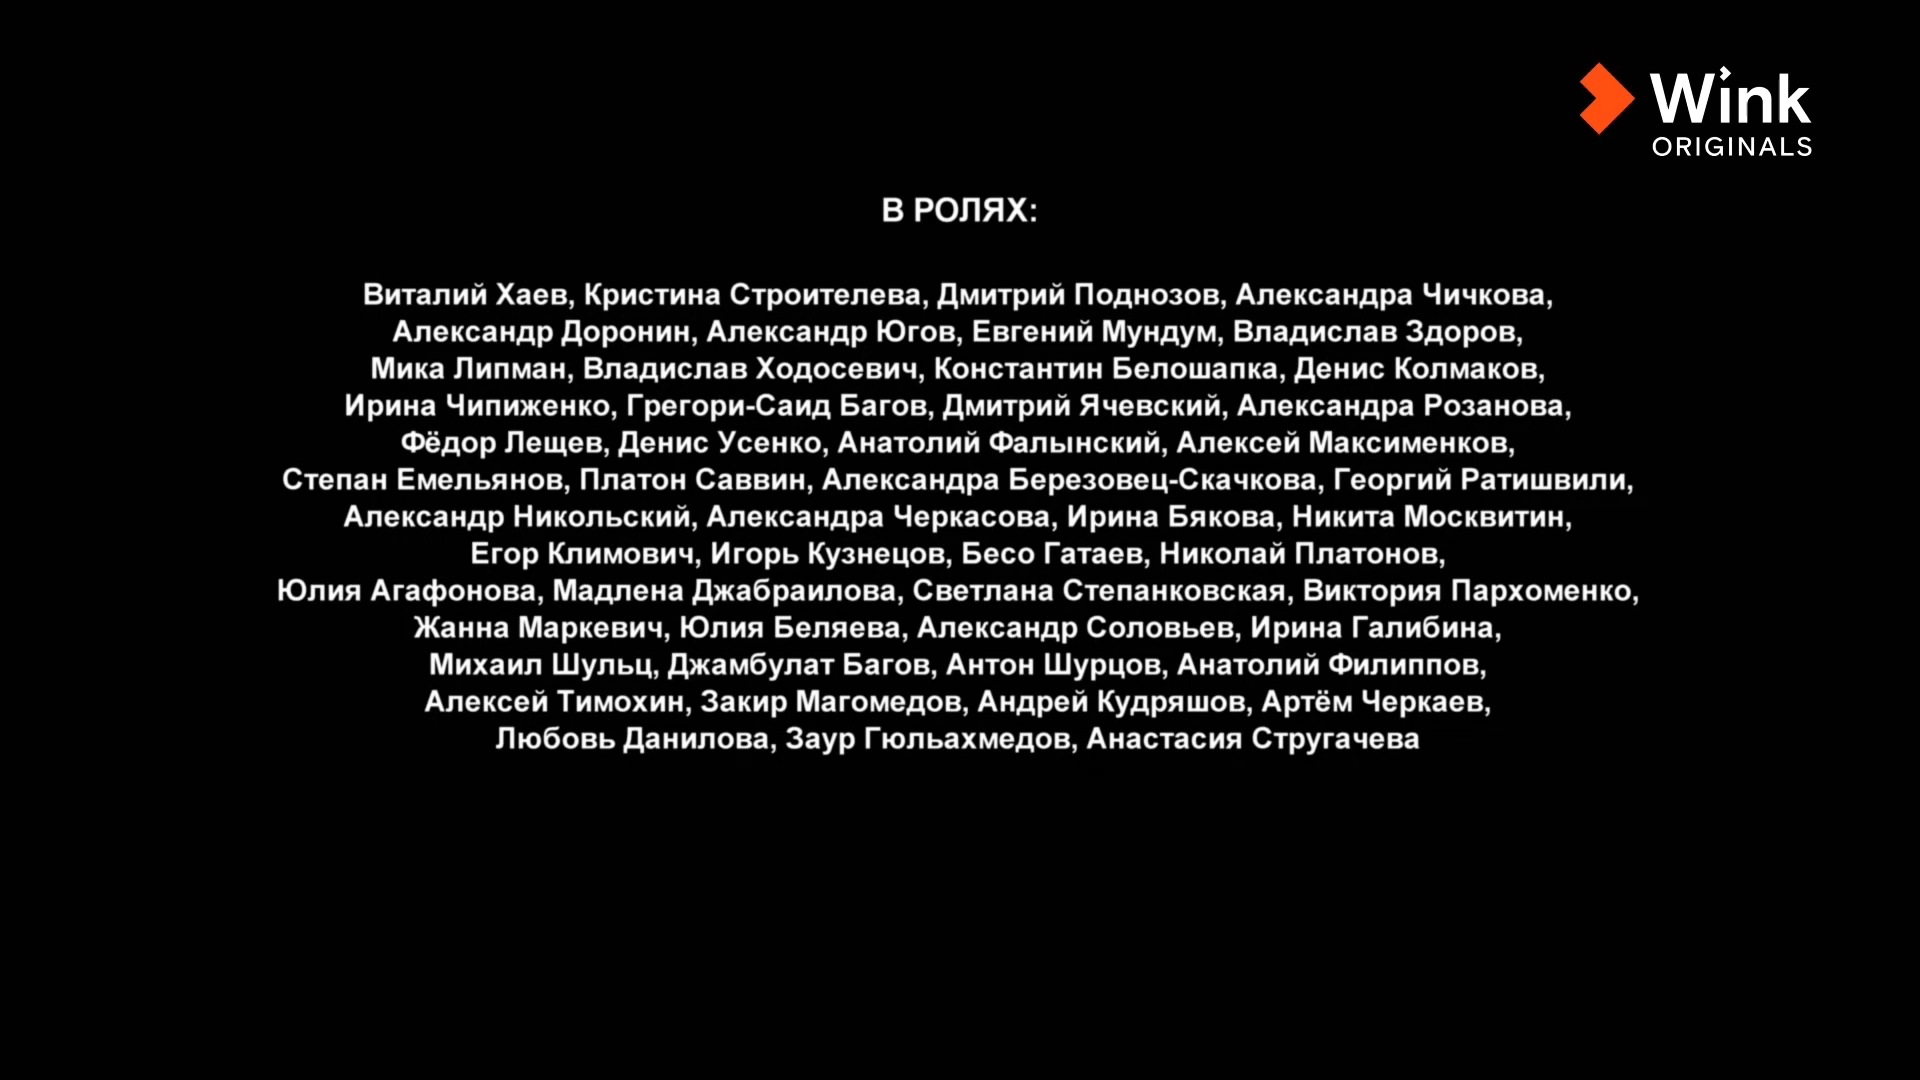 Wink
ORIGINALS
В РОЛЯХ:
Виталий Хаев, Кристина Строителева, Дмитрий Поднозов, Александра Чичкова,
Александр Доронин, Александр Югов, Евгений Мундум, Владислав Здоров,
Мика Липман, Владислав Ходосевич, Константин Белошапка, Денис Колмаков,
Ирина Чипиженко, Грегори-Саид Багов, Дмитрий Ячевский, Александра Розанова,
Фёдор Лещев, Денис Усенко, Анатолий Фалынский, Алексей Максименков,
Степан Емельянов, Платон Саввин, Александра Березовец-Скачкова, Георгий Ратишвили,
Александр Никольский, Александра Черкасова, Ирина Бякова, Никита Москвитин,
Егор Климович, Игорь Кузнецов, Бесо Гатаев, Николай Платонов,
Юлия Агафонова, Мадлена Джабраилова, Светлана Степанковская, Виктория Пархоменко,
Жанна Маркевич, Юлия Беляева, Александр Соловьев, Ирина Галибина,
Михаил Шульц, Джамбулат Багов, Антон Шурцов, Анатолий Филиппов,
Алексей Тимохин, Закир Магомедов, Андрей Кудряшов, Артём Черкаев,
Любовь Данилова, Заур Гюльахмедов, Анастасия Стругачева